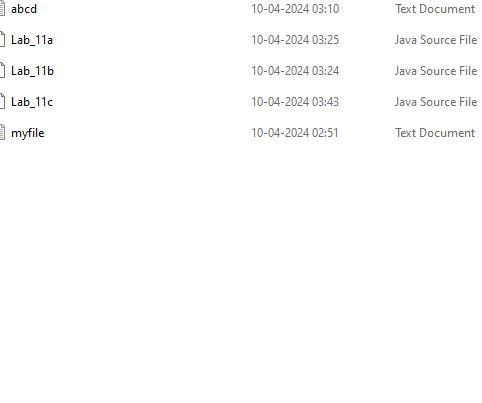 abcd 10-04-2024 03:10 Text Document
Lab_11a 10-04-2024 03:25 Java Source File
Lab_11b 10-04-2024 03:24 Java Source File
Lab_11c 10-04-2024 03:43 Java Source File
myfile 10-04-2024 02:51 Text Document